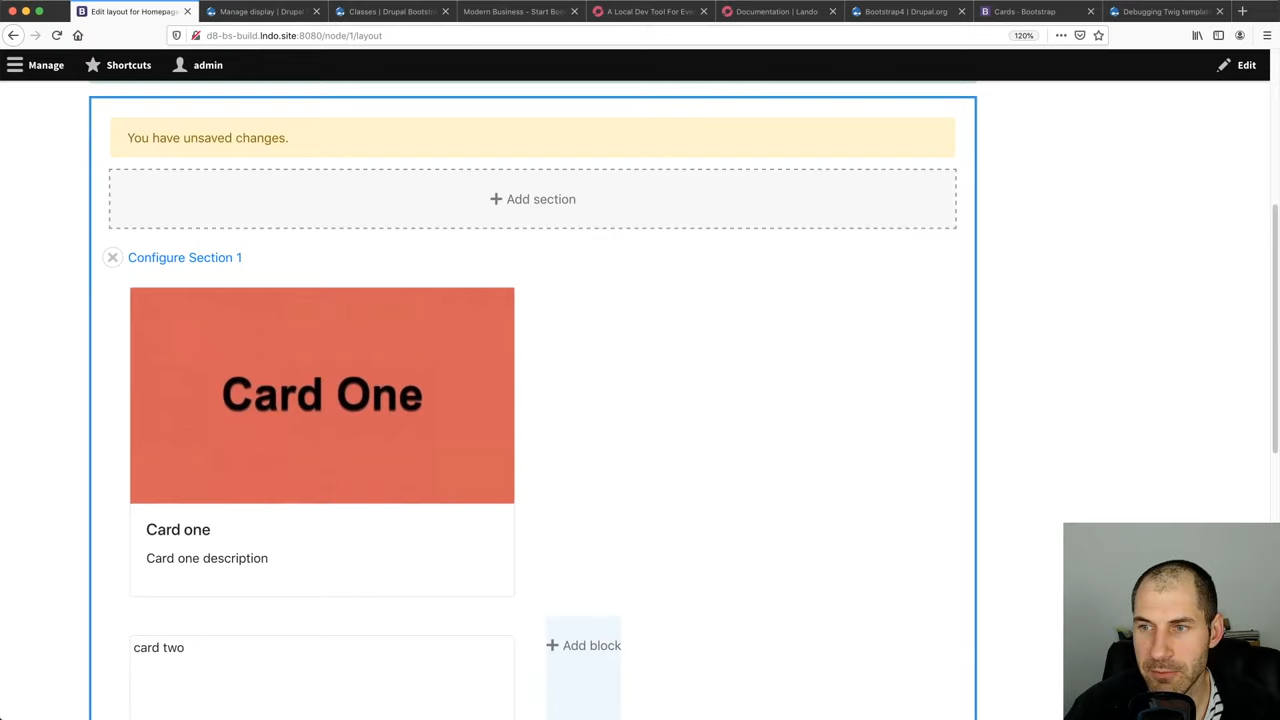 Edit layout for Homepage
Manage display | Drupal
Classes | Drupal Bootstr
Modern Business - Start Boo
A Local Dev Tool For Eve
Documentation | Lando
Bootstrap4 | Drupal.org
Cards · Bootstrap
Debugging Twig templat
d8-bs-build.lndo.site:8080/node/1/layout
120%
Manage
Shortcuts
admin
Edit
You have unsaved changes.
Add section
Configure Section 1
Card One
Card one
Card one description
card two
Add block